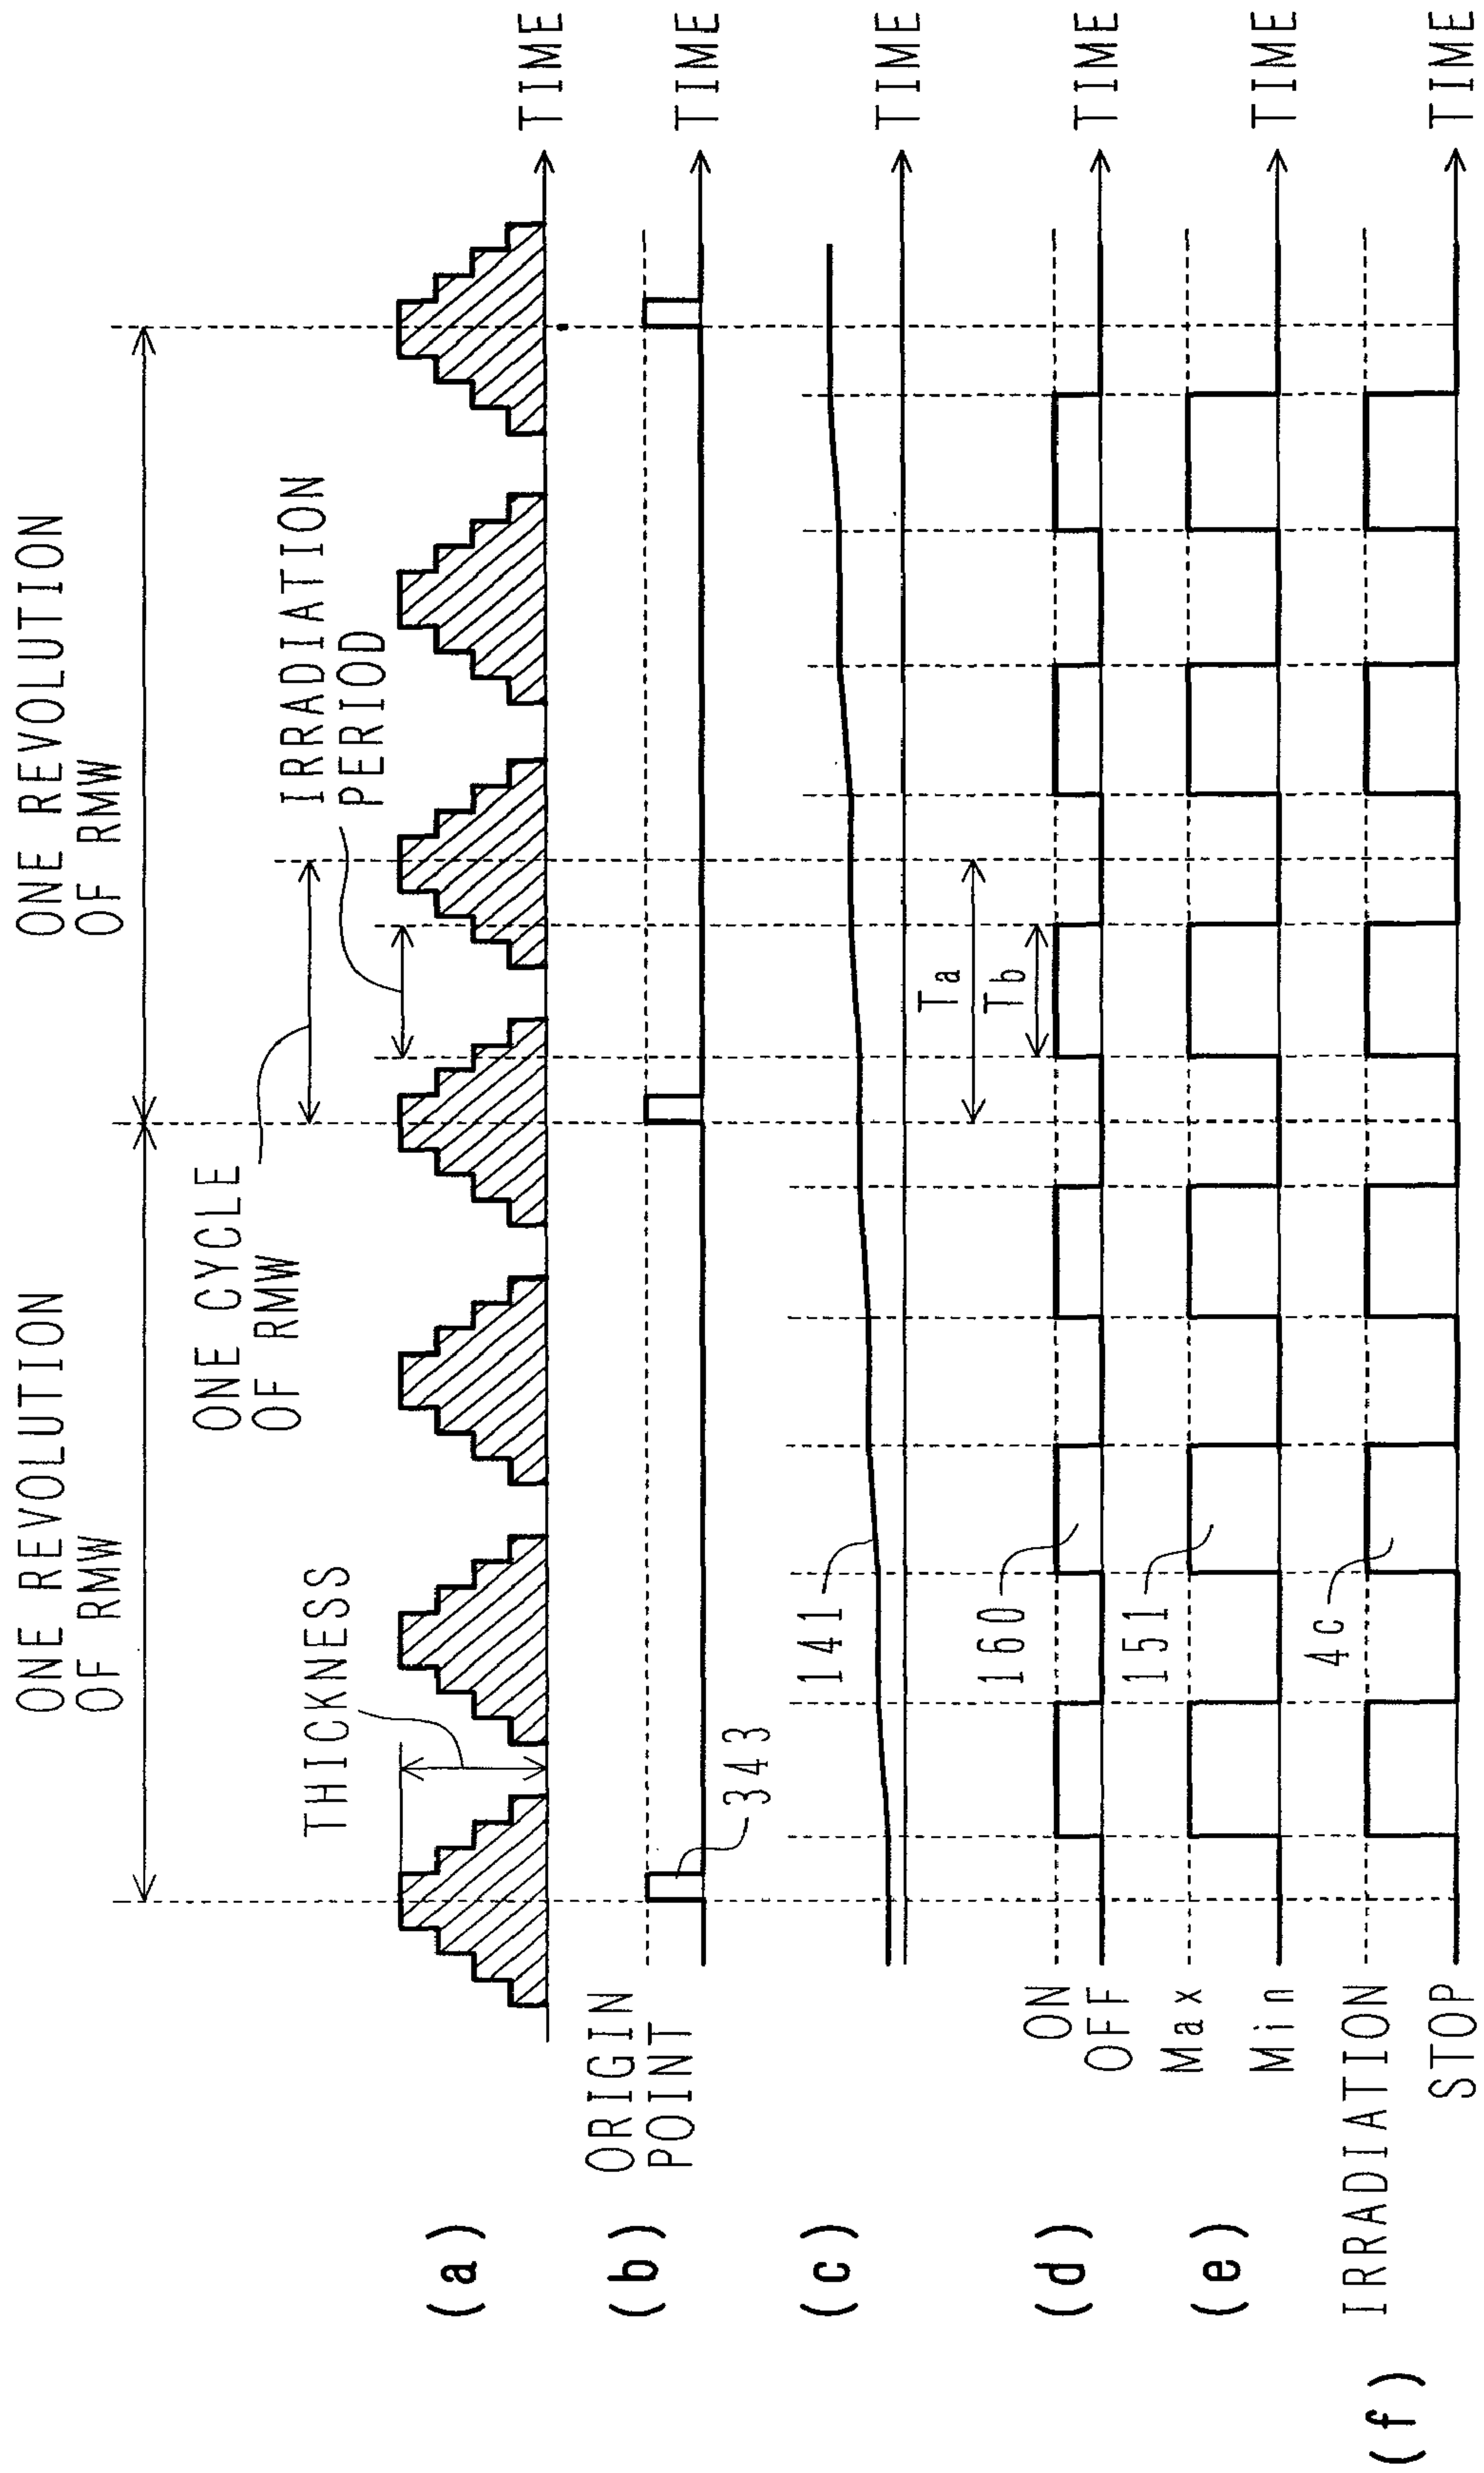 ONE REVOLUTION
OF RMW
ONE REVOLUTION
OF RMW
ONE CYCLE
OF RMW
IRRADIATION
PERIOD
THICKNESS
(a)
TIME
(b)
ORIGIN
POINT
343
TIME
(c)
141
TIME
Ta
Tb
(d)
ON
OFF
160
TIME
(e)
Max
Min
151
TIME
(f)
IRRADIATION
STOP
4c
TIME